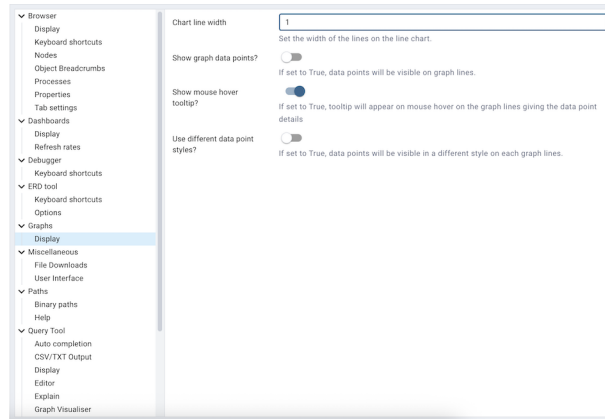 Browser
Display
Keyboard shortcuts
Nodes
Object Breadcrumbs
Processes
Properties
Tab settings
Dashboards
Display
Refresh rates
Debugger
Keyboard shortcuts
ERD tool
Keyboard shortcuts
Options
Graphs
Display
Miscellaneous
File Downloads
User Interface
Paths
Binary paths
Help
Query Tool
Auto completion
CSV/TXT Output
Display
Editor
Explain
Graph Visualiser
Chart line width
1
Set the width of the lines on the line chart.
Show graph data points?
If set to True, data points will be visible on graph lines.
Show mouse hover
tooltip?
If set to True, tooltip will appear on mouse hover on the graph lines giving the data point
details
Use different data point
styles?
If set to True, data points will be visible in a different style on each graph lines.